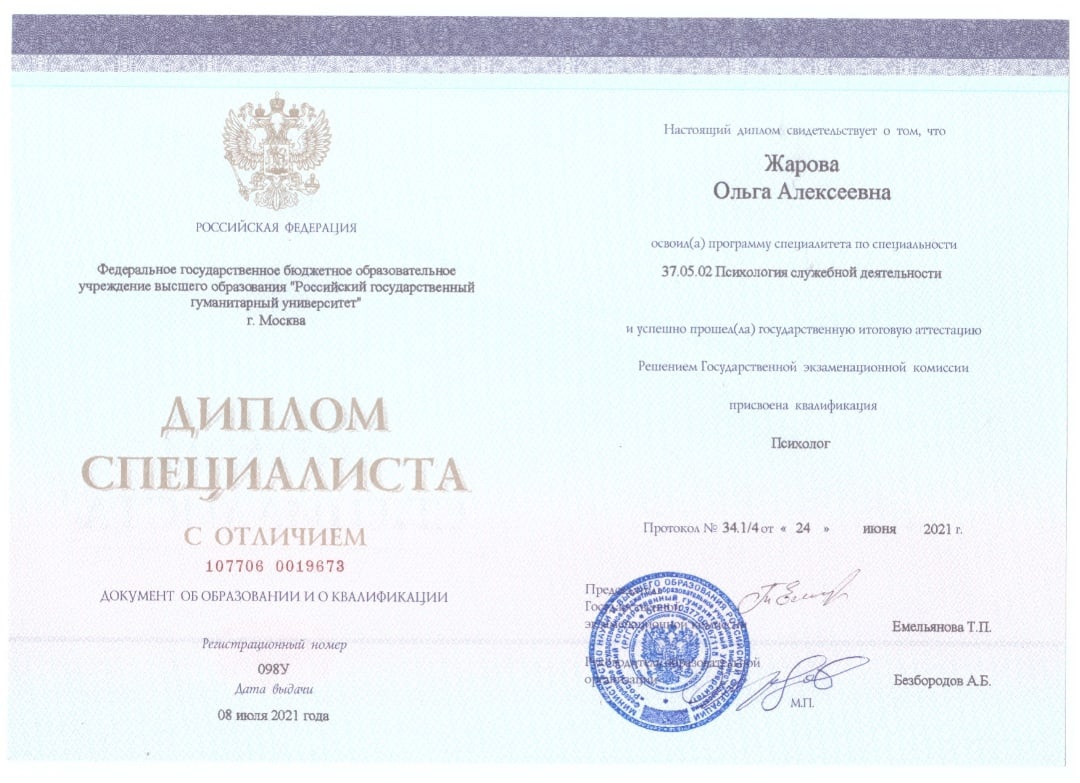 РОССИЙСКАЯ ФЕДЕРАЦИЯ
Федеральное государственное бюджетное образовательное
учреждение высшего образования "Российский государственный
гуманитарный университет"
г. Москва
ДИПЛОМ
СПЕЦИАЛИСТА
С ОТЛИЧИЕМ
107706 0019673
ДОКУМЕНТ ОБ ОБРАЗОВАНИИ И О КВАЛИФИКАЦИИ
Регистрационный номер
098У
Дата выдачи
08 июля 2021 года
Настоящий диплом свидетельствует о том, что
Жарова
Ольга Алексеевна
освоил(а) программу специалитета по специальности
37.05.02 Психология служебной деятельности
и успешно прошел(ла) государственную итоговую аттестацию
Решением Государственной экзаменационной комиссии
присвоена квалификация
Психолог
Протокол № 34.1/4 от « 24 » июня 2021 г.
Председатель
Государственной
экзаменационной комиссии
Емельянова Т.П.
Руководитель образовательной
организации
Безбородов А.Б.
М.П.